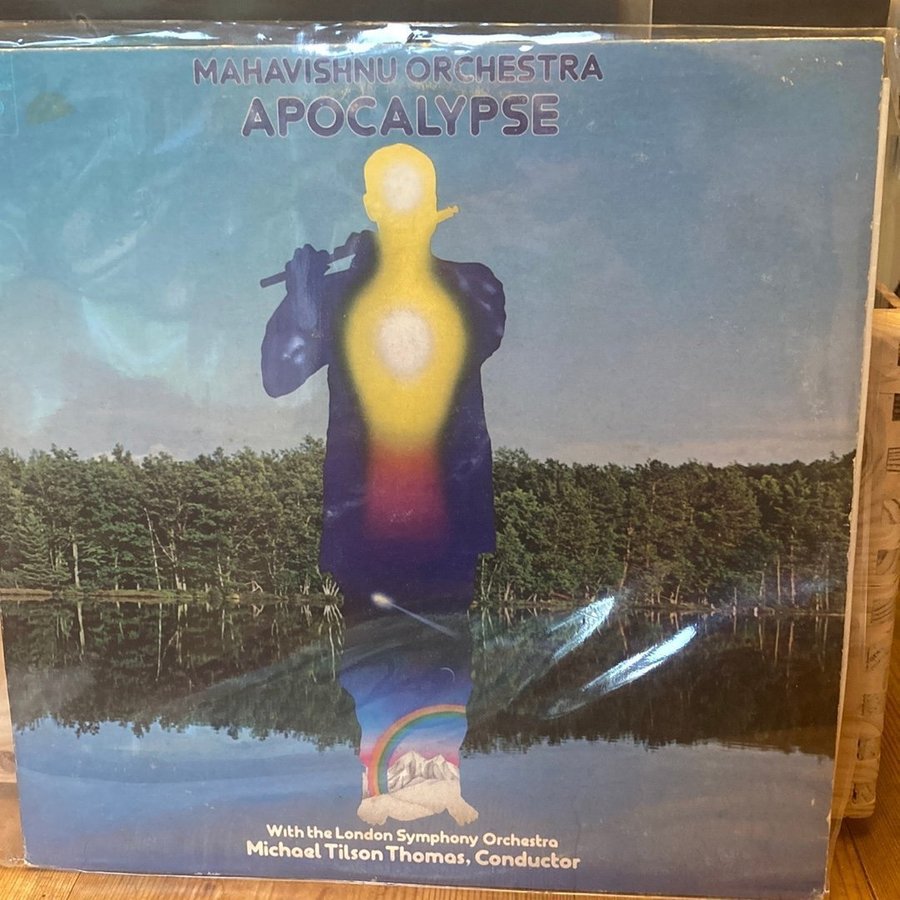 MAHAVISHNU ORCHESTRA
APOCALYPSE
With the London Symphony Orchestra
Michael Tilson Thomas, Conductor